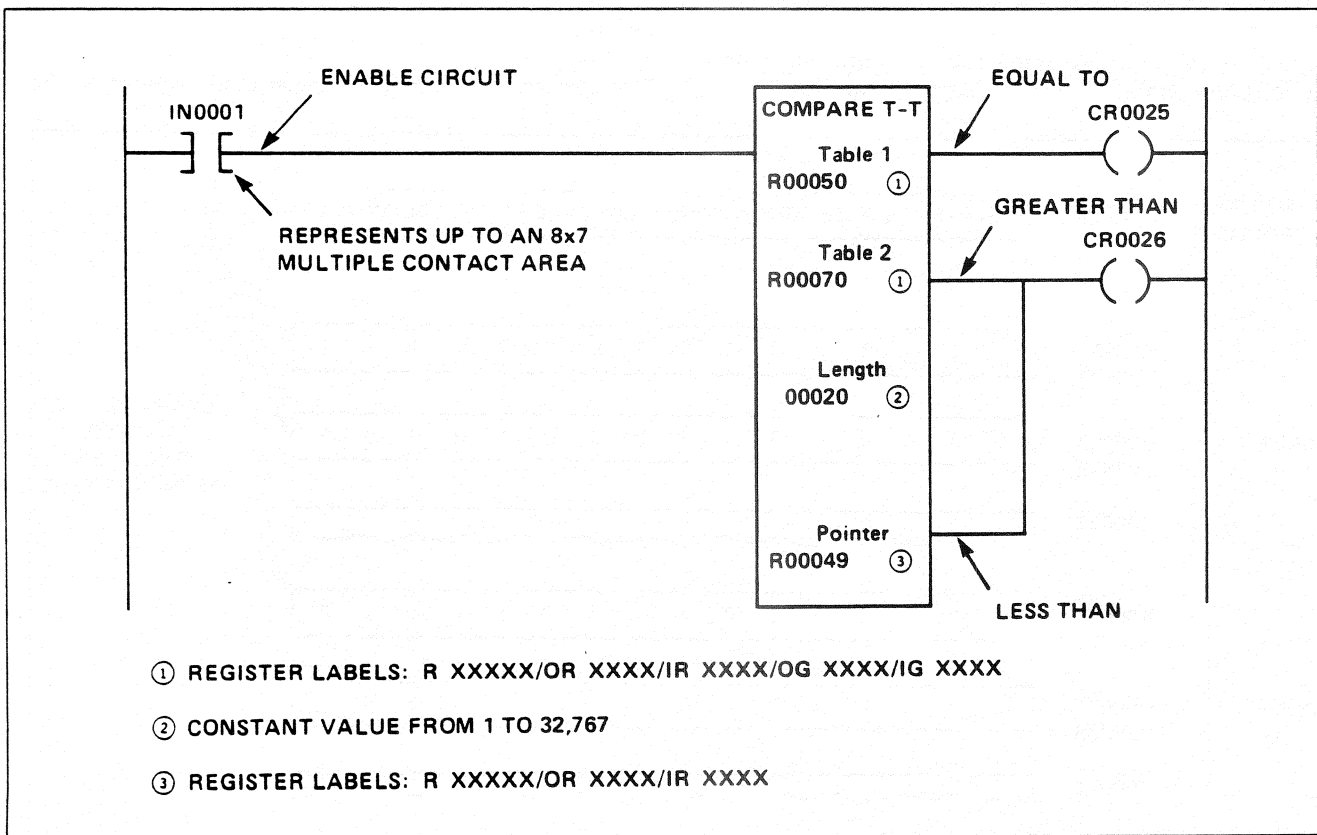 ENABLE CIRCUIT
EQUAL TO
IN0001
COMPARE T-T
CR0025
Table 1
R00050 ①
GREATER THAN
REPRESENTS UP TO AN 8x7
MULTIPLE CONTACT AREA
CR0026
Table 2
R00070 ①
Length
00020 ②
Pointer
R00049 ③
LESS THAN
① REGISTER LABELS: R XXXXX/OR XXXX/IR XXXX/OG XXXX/IG XXXX
② CONSTANT VALUE FROM 1 TO 32,767
③ REGISTER LABELS: R XXXXX/OR XXXX/IR XXXX